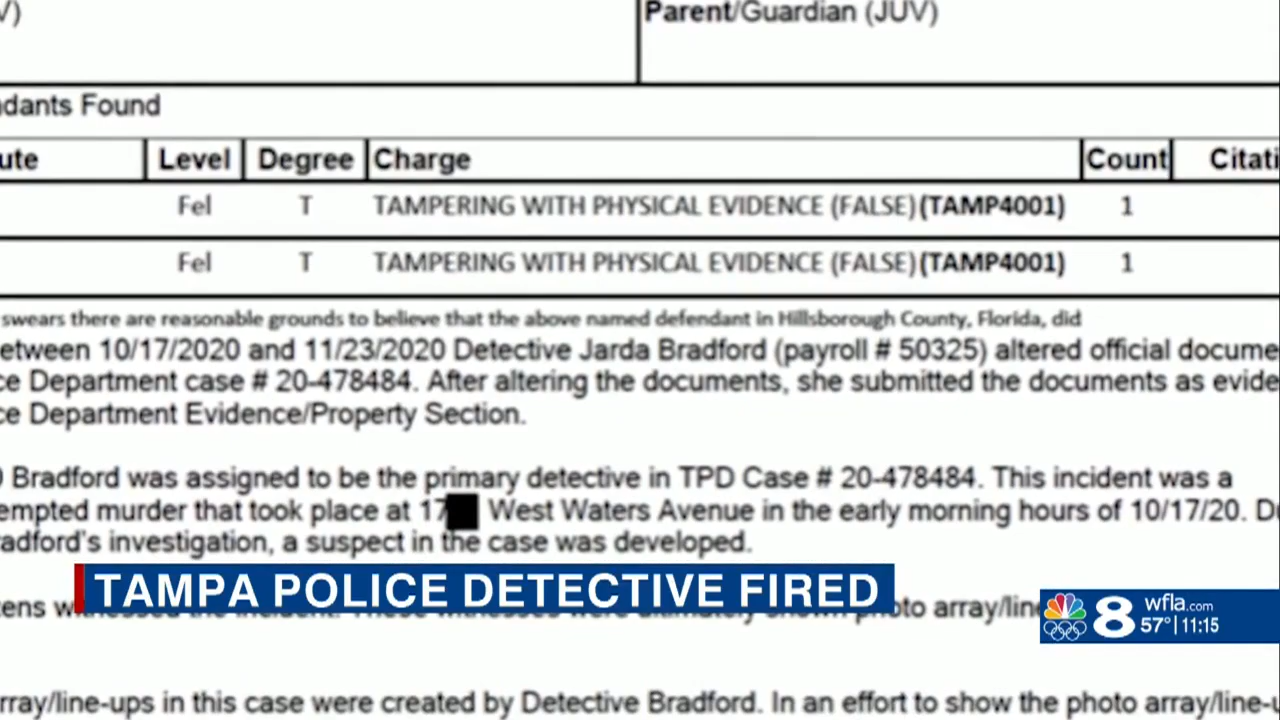 V)
Parent/Guardian (JUV)
dants Found
ute Level Degree Charge Count Citati
Fel T TAMPERING WITH PHYSICAL EVIDENCE (FALSE)(TAMP4001) 1
Fel T TAMPERING WITH PHYSICAL EVIDENCE (FALSE)(TAMP4001) 1
swears there are reasonable grounds to believe that the above named defendant in Hillsborough County, Florida, did
etween 10/17/2020 and 11/23/2020 Detective Jarda Bradford (payroll # 50325) altered official docume
ce Department case # 20-478484. After altering the documents, she submitted the documents as evide
ce Department Evidence/Property Section.
Bradford was assigned to be the primary detective in TPD Case # 20-478484. This incident was a
empted murder that took place at 17 West Waters Avenue in the early morning hours of 10/17/20. Du
radford's investigation, a suspect in the case was developed.
TAMPA POLICE DETECTIVE FIRED
oto array/line
8 wfla.com
57° | 11:15
rray/line-ups in this case were created by Detective Bradford. In an effort to show the photo array/line-u